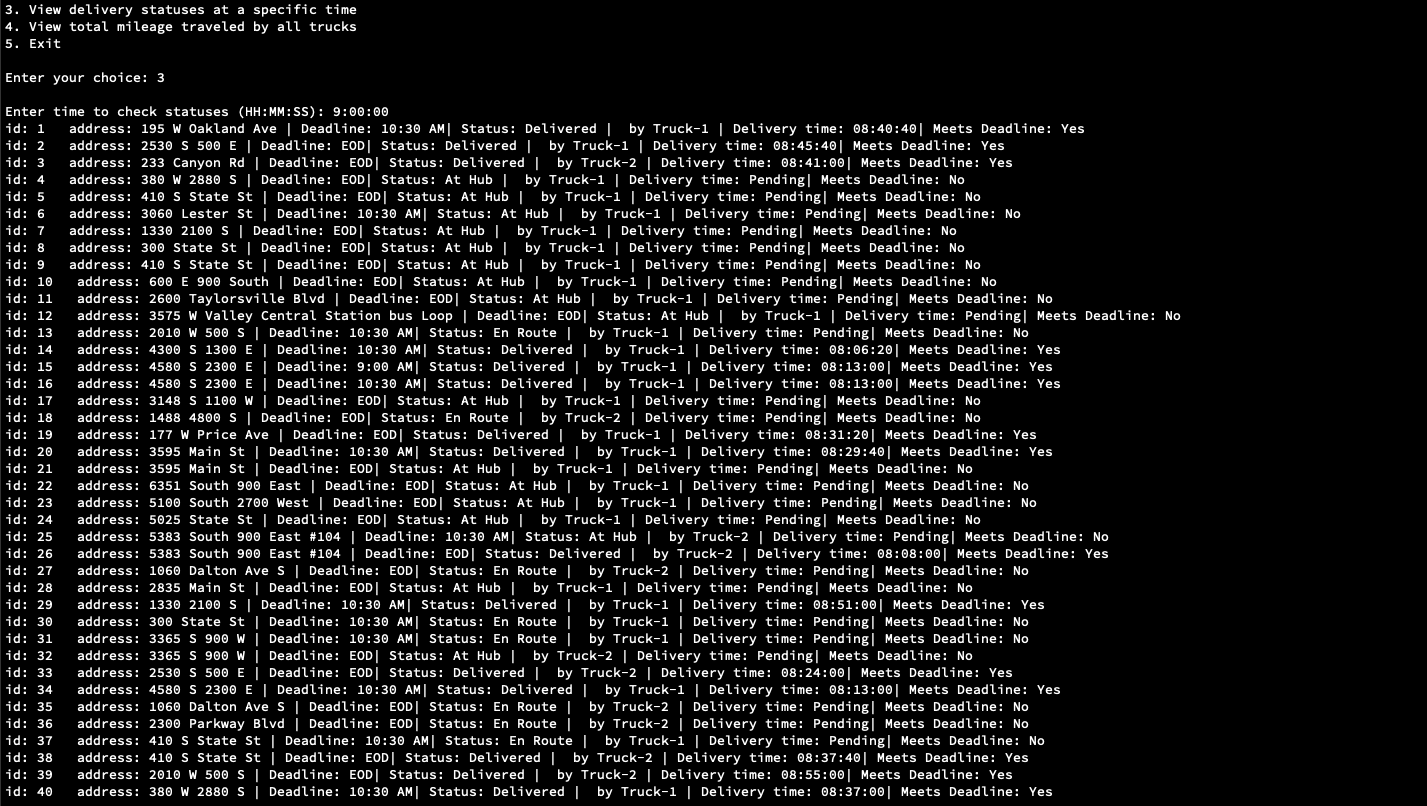 3. View delivery statuses at a specific time
4. View total mileage traveled by all trucks
5. Exit
Enter your choice: 3
Enter time to check statuses (HH:MM:SS): 9:00:00
id: 1   address: 195 W Oakland Ave | Deadline: 10:30 AM| Status: Delivered |  by Truck-1 | Delivery time: 08:40:40| Meets Deadline: Yes
id: 2   address: 2530 S 500 E | Deadline: EOD| Status: Delivered |  by Truck-1 | Delivery time: 08:45:40| Meets Deadline: Yes
id: 3   address: 233 Canyon Rd | Deadline: EOD| Status: Delivered |  by Truck-2 | Delivery time: 08:41:00| Meets Deadline: Yes
id: 4   address: 380 W 2880 S | Deadline: EOD| Status: At Hub |  by Truck-1 | Delivery time: Pending| Meets Deadline: No
id: 5   address: 410 S State St | Deadline: EOD| Status: At Hub |  by Truck-1 | Delivery time: Pending| Meets Deadline: No
id: 6   address: 3060 Lester St | Deadline: 10:30 AM| Status: At Hub |  by Truck-1 | Delivery time: Pending| Meets Deadline: No
id: 7   address: 1330 2100 S | Deadline: EOD| Status: At Hub |  by Truck-1 | Delivery time: Pending| Meets Deadline: No
id: 8   address: 300 State St | Deadline: EOD| Status: At Hub |  by Truck-1 | Delivery time: Pending| Meets Deadline: No
id: 9   address: 410 S State St | Deadline: EOD| Status: At Hub |  by Truck-1 | Delivery time: Pending| Meets Deadline: No
id: 10   address: 600 E 900 South | Deadline: EOD| Status: At Hub |  by Truck-1 | Delivery time: Pending| Meets Deadline: No
id: 11   address: 2600 Taylorsville Blvd | Deadline: EOD| Status: At Hub |  by Truck-1 | Delivery time: Pending| Meets Deadline: No
id: 12   address: 3575 W Valley Central Station bus Loop | Deadline: EOD| Status: At Hub |  by Truck-1 | Delivery time: Pending| Meets Deadline: No
id: 13   address: 2010 W 500 S | Deadline: 10:30 AM| Status: En Route |  by Truck-1 | Delivery time: Pending| Meets Deadline: No
id: 14   address: 4300 S 1300 E | Deadline: 10:30 AM| Status: Delivered |  by Truck-1 | Delivery time: 08:06:20| Meets Deadline: Yes
id: 15   address: 4580 S 2300 E | Deadline: 9:00 AM| Status: Delivered |  by Truck-1 | Delivery time: 08:13:00| Meets Deadline: Yes
id: 16   address: 4580 S 2300 E | Deadline: 10:30 AM| Status: Delivered |  by Truck-1 | Delivery time: 08:13:00| Meets Deadline: Yes
id: 17   address: 3148 S 1100 W | Deadline: EOD| Status: At Hub |  by Truck-1 | Delivery time: Pending| Meets Deadline: No
id: 18   address: 1488 4800 S | Deadline: EOD| Status: En Route |  by Truck-2 | Delivery time: Pending| Meets Deadline: No
id: 19   address: 177 W Price Ave | Deadline: EOD| Status: Delivered |  by Truck-1 | Delivery time: 08:31:20| Meets Deadline: Yes
id: 20   address: 3595 Main St | Deadline: 10:30 AM| Status: Delivered |  by Truck-1 | Delivery time: 08:29:40| Meets Deadline: Yes
id: 21   address: 3595 Main St | Deadline: EOD| Status: At Hub |  by Truck-1 | Delivery time: Pending| Meets Deadline: No
id: 22   address: 6351 South 900 East | Deadline: EOD| Status: At Hub |  by Truck-1 | Delivery time: Pending| Meets Deadline: No
id: 23   address: 5100 South 2700 West | Deadline: EOD| Status: At Hub |  by Truck-1 | Delivery time: Pending| Meets Deadline: No
id: 24   address: 5025 State St | Deadline: EOD| Status: At Hub |  by Truck-1 | Delivery time: Pending| Meets Deadline: No
id: 25   address: 5383 South 900 East #104 | Deadline: 10:30 AM| Status: At Hub |  by Truck-2 | Delivery time: Pending| Meets Deadline: No
id: 26   address: 5383 South 900 East #104 | Deadline: EOD| Status: Delivered |  by Truck-2 | Delivery time: 08:08:00| Meets Deadline: Yes
id: 27   address: 1060 Dalton Ave S | Deadline: EOD| Status: En Route |  by Truck-2 | Delivery time: Pending| Meets Deadline: No
id: 28   address: 2835 Main St | Deadline: EOD| Status: At Hub |  by Truck-1 | Delivery time: Pending| Meets Deadline: No
id: 29   address: 1330 2100 S | Deadline: 10:30 AM| Status: Delivered |  by Truck-1 | Delivery time: 08:51:00| Meets Deadline: Yes
id: 30   address: 300 State St | Deadline: 10:30 AM| Status: En Route |  by Truck-1 | Delivery time: Pending| Meets Deadline: No
id: 31   address: 3365 S 900 W | Deadline: 10:30 AM| Status: En Route |  by Truck-1 | Delivery time: Pending| Meets Deadline: No
id: 32   address: 3365 S 900 W | Deadline: EOD| Status: At Hub |  by Truck-2 | Delivery time: Pending| Meets Deadline: No
id: 33   address: 2530 S 500 E | Deadline: EOD| Status: Delivered |  by Truck-2 | Delivery time: 08:24:00| Meets Deadline: Yes
id: 34   address: 4580 S 2300 E | Deadline: 10:30 AM| Status: Delivered |  by Truck-1 | Delivery time: 08:13:00| Meets Deadline: Yes
id: 35   address: 1060 Dalton Ave S | Deadline: EOD| Status: En Route |  by Truck-2 | Delivery time: Pending| Meets Deadline: No
id: 36   address: 2300 Parkway Blvd | Deadline: EOD| Status: En Route |  by Truck-2 | Delivery time: Pending| Meets Deadline: No
id: 37   address: 410 S State St | Deadline: 10:30 AM| Status: En Route |  by Truck-1 | Delivery time: Pending| Meets Deadline: No
id: 38   address: 410 S State St | Deadline: EOD| Status: Delivered |  by Truck-2 | Delivery time: 08:37:40| Meets Deadline: Yes
id: 39   address: 2010 W 500 S | Deadline: EOD| Status: Delivered |  by Truck-2 | Delivery time: 08:55:00| Meets Deadline: Yes
id: 40   address: 380 W 2880 S | Deadline: 10:30 AM| Status: Delivered |  by Truck-1 | Delivery time: 08:37:00| Meets Deadline: Yes